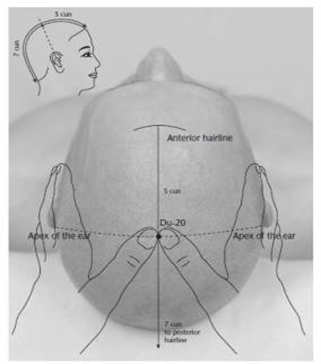 5 cun
7 cun
Anterior hairline
5 cun
Du-20
Apex of the ear
Apex of the ear
7 cun
to posterior
hairline